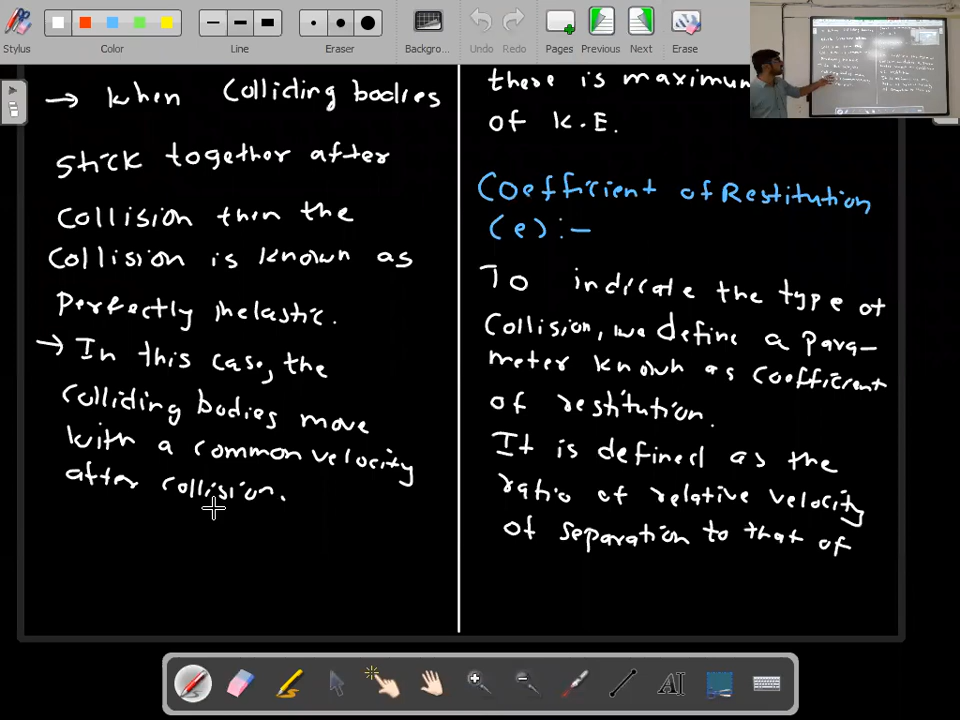 Stylus
Color
Line
Eraser
Backgro...
Undo
Redo
Pages
Previous
Next
Erase
→ When Colliding bodies
Stick together after
Collision then the
Collision is known as
Perfectly inelastic.
→ In this case, the
Colliding bodies move
with a common velocity
after collision.
there is maximum
of K.E.
Coefficient of Restitution
(e) :-
To indicate the type of
Collision, we define a para-
meter known as coefficient
of restitution.
It is defined as the
ratio of relative velocity
of separation to that of